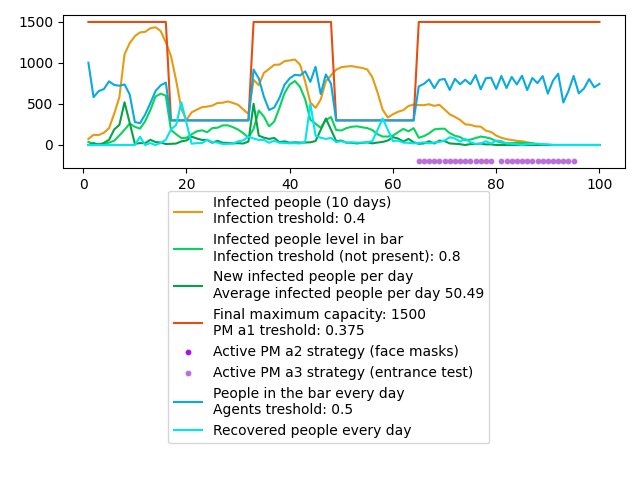 1500
1000
500
0
0
20
40
60
80
100
Infected people (10 days)
Infection treshold: 0.4
Infected people level in bar
Infection treshold (not present): 0.8
New infected people per day
Average infected people per day 50.49
Final maximum capacity: 1500
PM a1 treshold: 0.375
Active PM a2 strategy (face masks)
Active PM a3 strategy (entrance test)
People in the bar every day
Agents treshold: 0.5
Recovered people every day